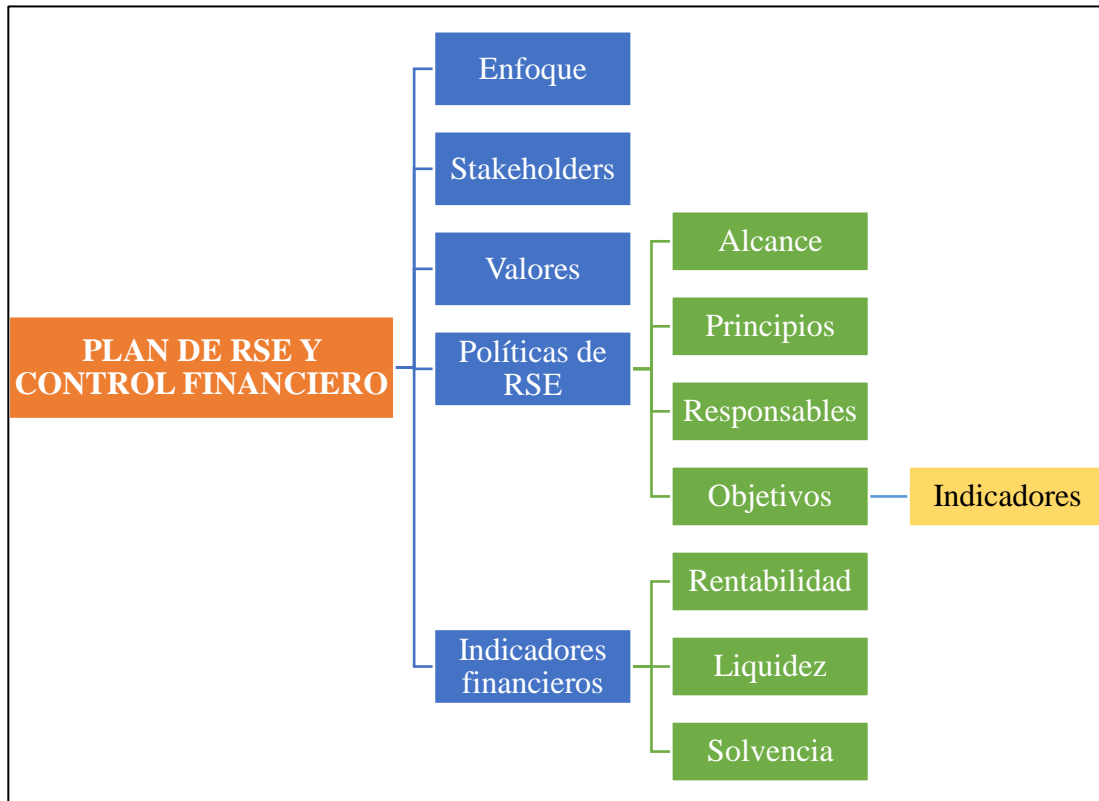 Enfoque
Stakeholders
Valores
PLAN DE RSE Y
CONTROL FINANCIERO
Políticas de
RSE
Alcance
Principios
Responsables
Objetivos
Indicadores
Indicadores
financieros
Rentabilidad
Liquidez
Solvencia